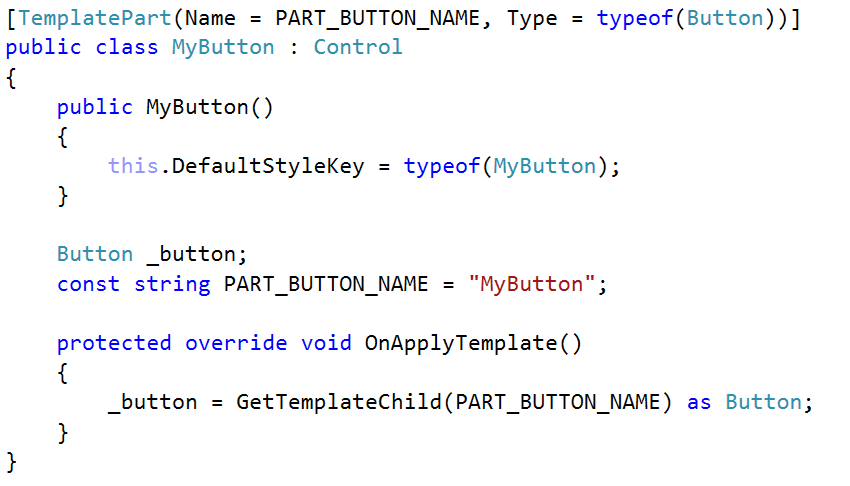 [TemplatePart(Name = PART_BUTTON_NAME, Type = typeof(Button))]
public class MyButton : Control
{
    public MyButton()
    {
        this.DefaultStyleKey = typeof(MyButton);
    }

    Button _button;
    const string PART_BUTTON_NAME = "MyButton";

    protected override void OnApplyTemplate()
    {
        _button = GetTemplateChild(PART_BUTTON_NAME) as Button;
    }
}